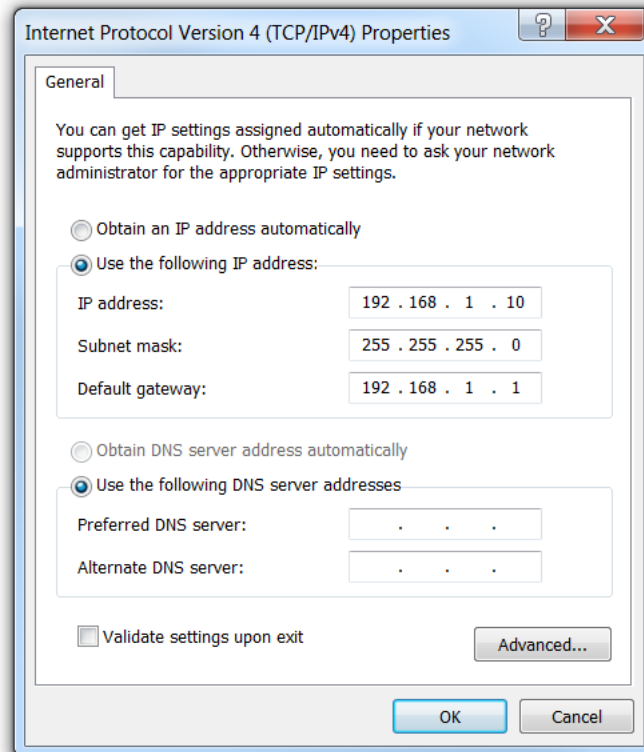 Internet Protocol Version 4 (TCP/IPv4) Properties
General
You can get IP settings assigned automatically if your network
supports this capability. Otherwise, you need to ask your network
administrator for the appropriate IP settings.
Obtain an IP address automatically
Use the following IP address:
IP address: 192 . 168 . 1 . 10
Subnet mask: 255 . 255 . 255 . 0
Default gateway: 192 . 168 . 1 . 1
Obtain DNS server address automatically
Use the following DNS server addresses
Preferred DNS server: . . .
Alternate DNS server: . . .
Validate settings upon exit
Advanced...
OK Cancel